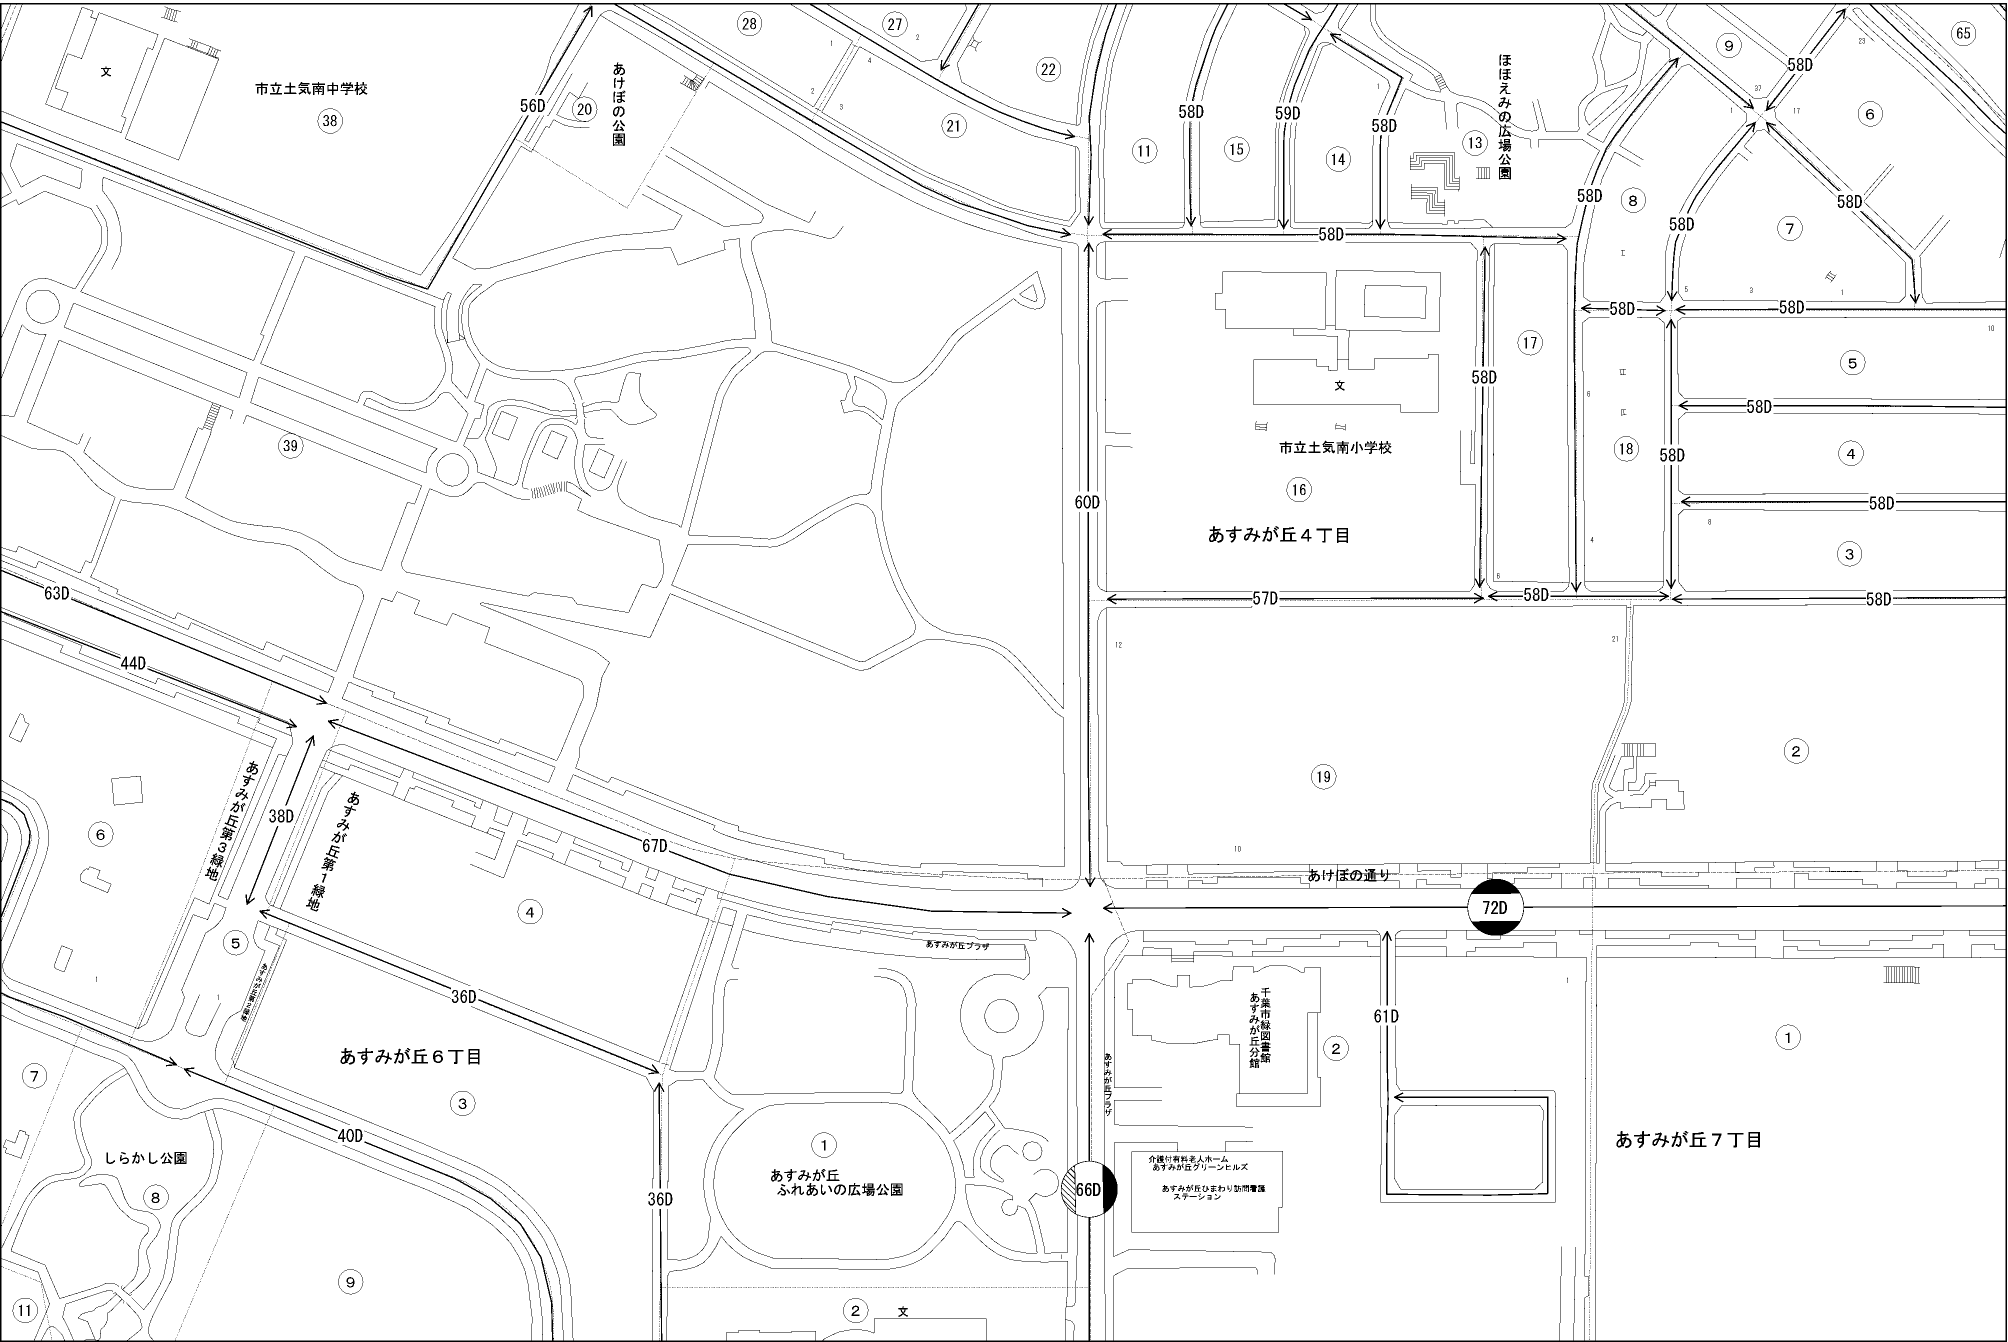 28
27
22
21
文
市立土気南中学校
38
56D
20
あけぼの公園
58D
59D
58D
11
15
14
13
ほほえみの広場公園
9
58D
65
6
58D
8
58D
58D
7
58D
58D
58D
17
5
文
58D
58D
市立土気南小学校
18
58D
4
16
60D
58D
あすみが丘4丁目
3
39
57D
58D
58D
63D
44D
19
2
あすみが丘第3緑地
38D
あすみが丘第1緑地
6
67D
あけぼの通り
72D
4
5
あすみが丘プラザ
36D
61D
千葉市緑図書館
あすみが丘分館
2
1
あすみが丘6丁目
あすみが丘プラザ
7
3
40D
しらかし公園
8
1
あすみが丘
ふれあいの広場公園
36D
66D
介護付有料老人ホーム
あすみが丘グリーンヒルズ
あすみが丘ひまわり訪問看護
ステーション
あすみが丘7丁目
9
11
2
文